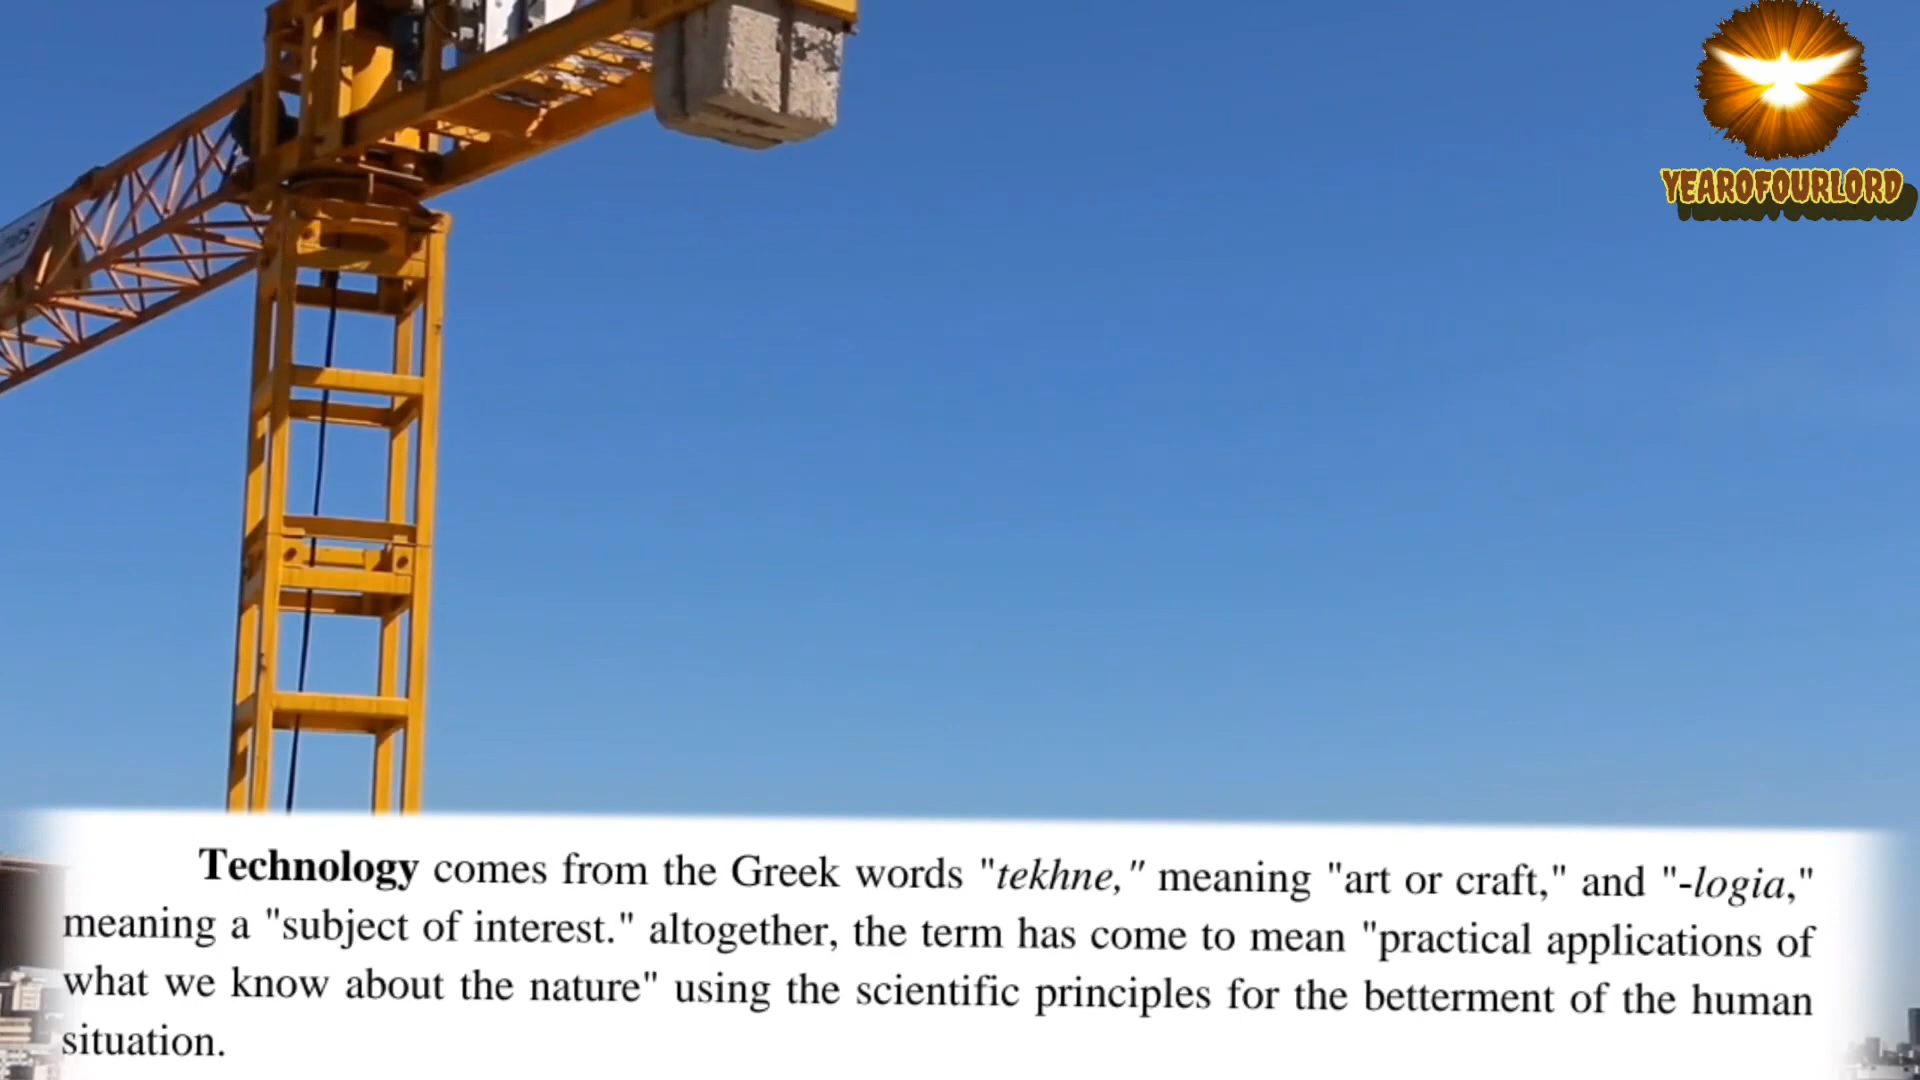 YEAROFOURLORD
Technology comes from the Greek words "tekhne," meaning "art or craft," and "-logia,"
meaning a "subject of interest." altogether, the term has come to mean "practical applications of
what we know about the nature" using the scientific principles for the betterment of the human
situation.